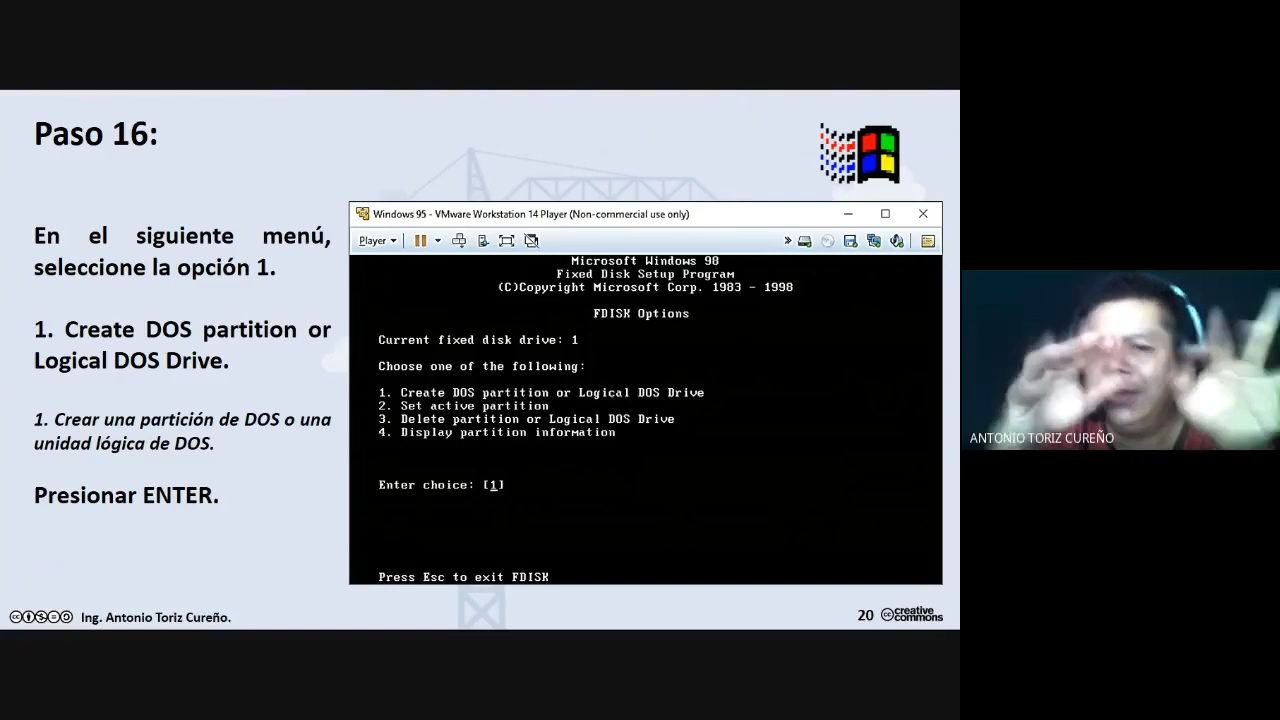 Paso 16:
En el siguiente menú,
seleccione la opción 1.
1. Create DOS partition or
Logical DOS Drive.
1. Crear una partición de DOS o una
unidad lógica de DOS.
Presionar ENTER.
Windows 95 - VMware Workstation 14 Player (Non-commercial use only)
Player
Microsoft Windows 98
Fixed Disk Setup Program
(C)Copyright Microsoft Corp. 1983 - 1998
FDISK Options
Current fixed disk drive: 1
Choose one of the following:
1. Create DOS partition or Logical DOS Drive
2. Set active partition
3. Delete partition or Logical DOS Drive
4. Display partition information
Enter choice: [1]
Press Esc to exit FDISK
Ing. Antonio Toriz Cureño.
20
cc creative
commons
ANTONIO TORIZ CUREÑO